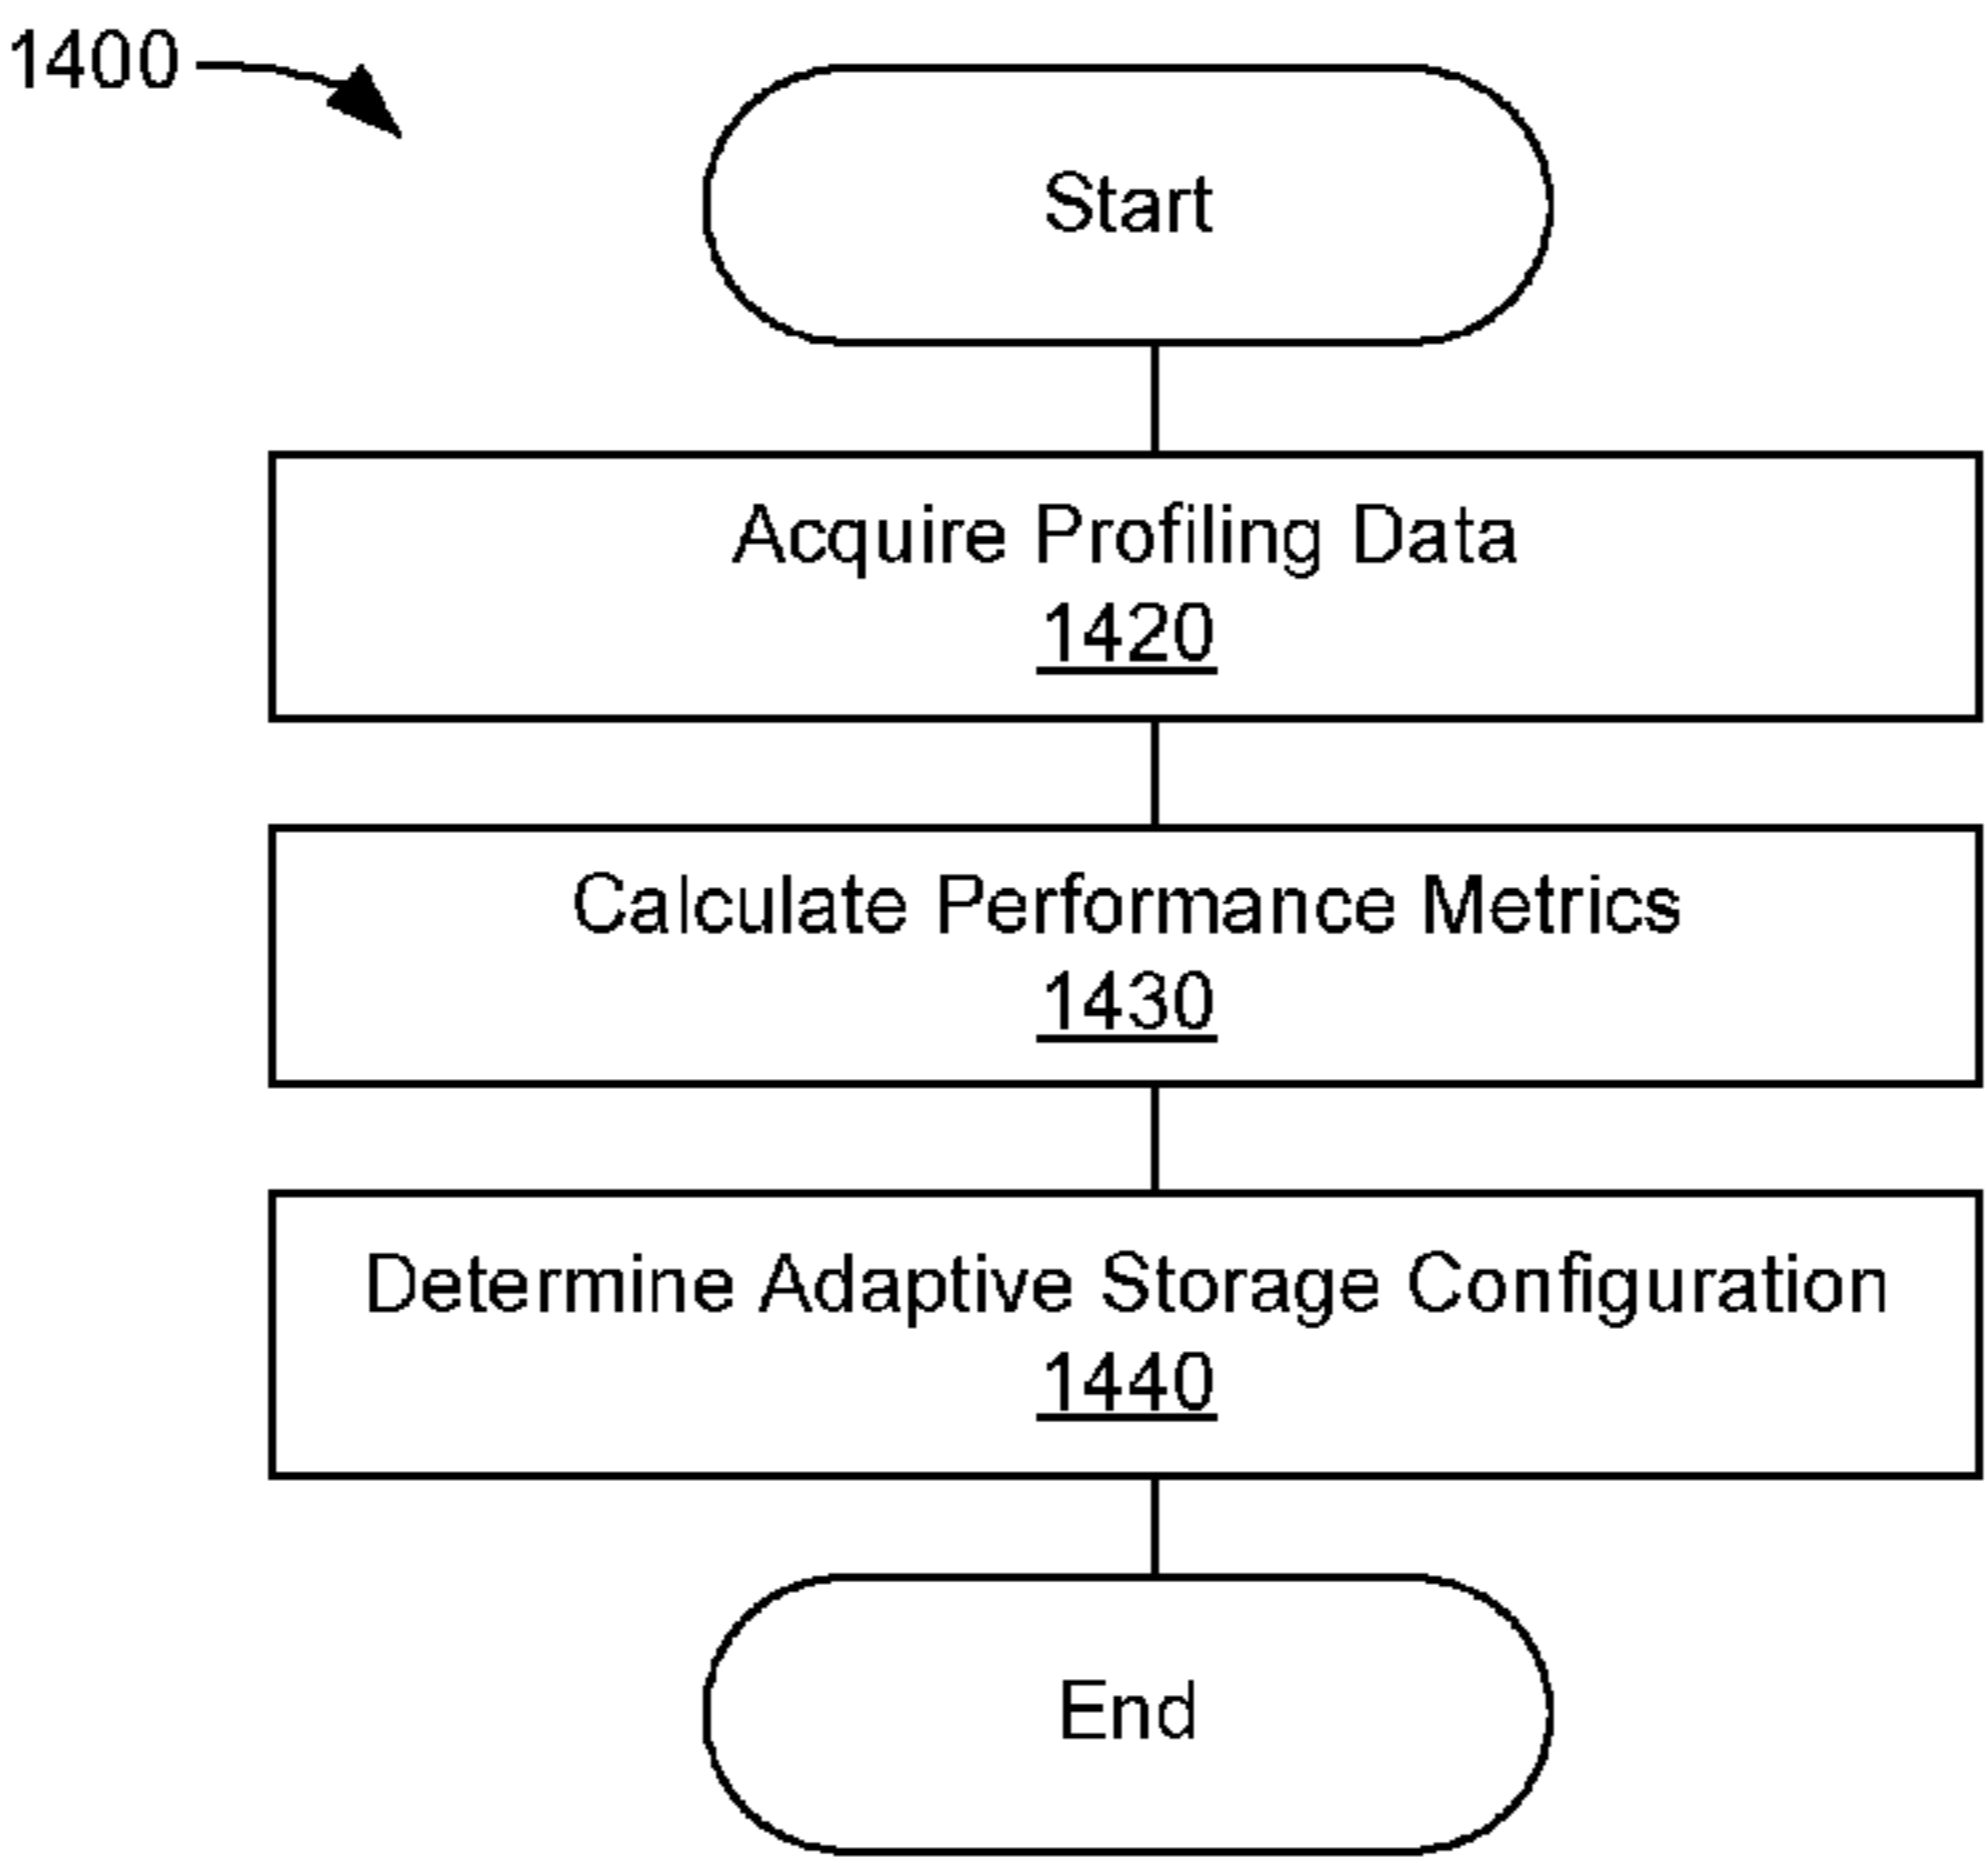 1400
Start
Acquire Profiling Data
1420
Calculate Performance Metrics
1430
Determine Adaptive Storage Configuration
1440
End